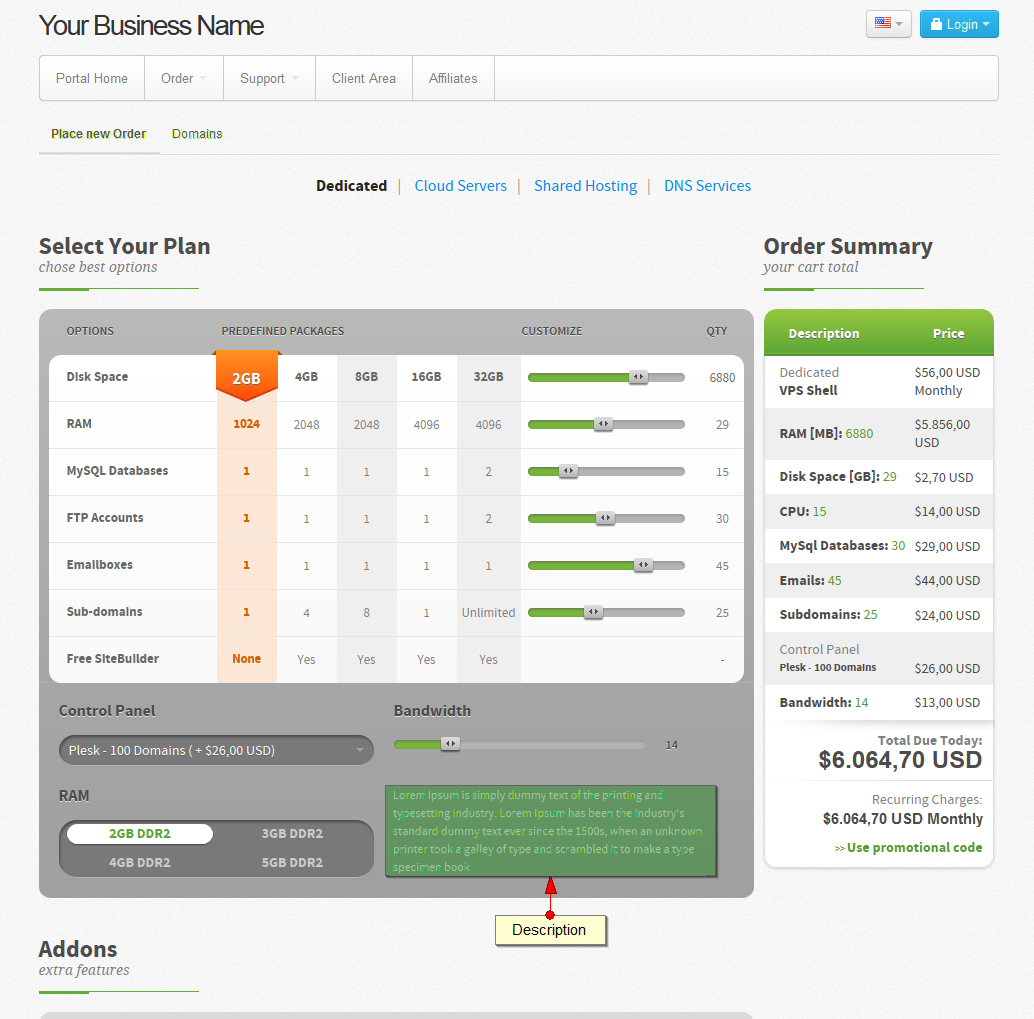 Your Business Name
Login
Portal Home Order Support Client Area Affiliates
Place new Order Domains
Dedicated | Cloud Servers | Shared Hosting | DNS Services
Select Your Plan
chose best options
OPTIONS PREDEFINED PACKAGES CUSTOMIZE QTY
Disk Space 2GB 4GB 8GB 16GB 32GB 6880
RAM 1024 2048 2048 4096 4096 29
MySQL Databases 1 1 1 1 2 15
FTP Accounts 1 1 1 1 2 30
Emailboxes 1 1 1 1 1 45
Sub-domains 1 4 8 1 Unlimited 25
Free SiteBuilder None Yes Yes Yes Yes -
Control Panel Bandwidth
Plesk - 100 Domains ( + $26,00 USD) 14
RAM
2GB DDR2 3GB DDR2
4GB DDR2 5GB DDR2
Lorem Ipsum is simply dummy text of the printing and
typesetting industry. Lorem Ipsum has been the industry's
standard dummy text ever since the 1500s, when an unknown
printer took a galley of type and scrambled it to make a type
specimen book
Description
Order Summary
your cart total
Description Price
Dedicated $56,00 USD
VPS Shell Monthly
RAM [MB]: 6880 $5.856,00
USD
Disk Space [GB]: 29 $2,70 USD
CPU: 15 $14,00 USD
MySql Databases: 30 $29,00 USD
Emails: 45 $44,00 USD
Subdomains: 25 $24,00 USD
Control Panel
Plesk - 100 Domains $26,00 USD
Bandwidth: 14 $13,00 USD
Total Due Today:
$6.064,70 USD
Recurring Charges:
$6.064,70 USD Monthly
>> Use promotional code
Addons
extra features